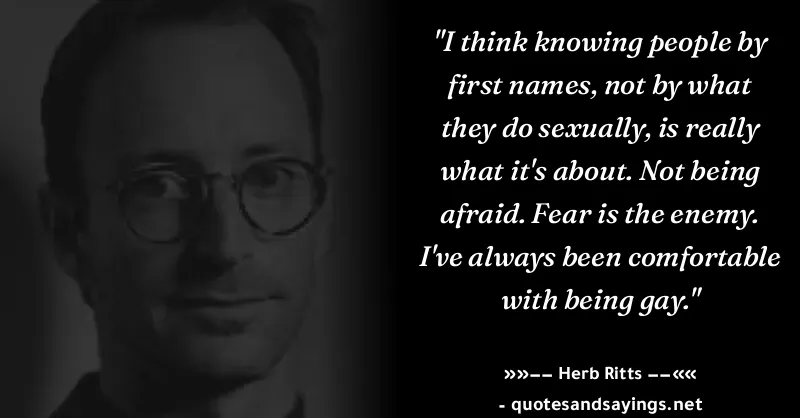 "I think knowing people by
first names, not by what
they do sexually, is really
what it's about. Not being
afraid. Fear is the enemy.
I've always been comfortable
with being gay."
»»−− Herb Ritts −−««
- quotesandsayings.net